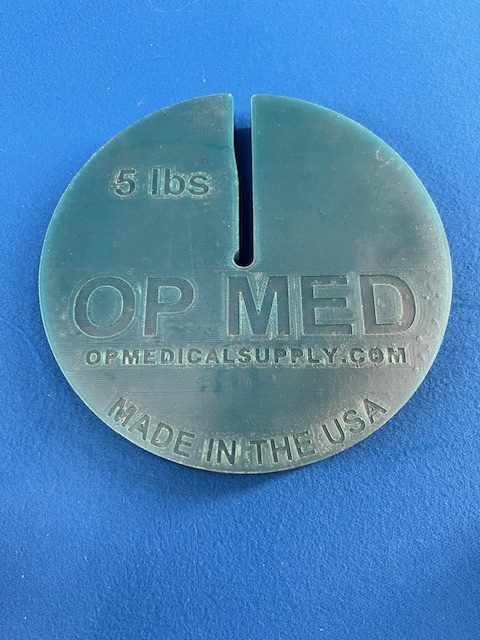 5 lbs
OP MED
OPMEDICALSUPPLY.COM
MADE IN THE USA